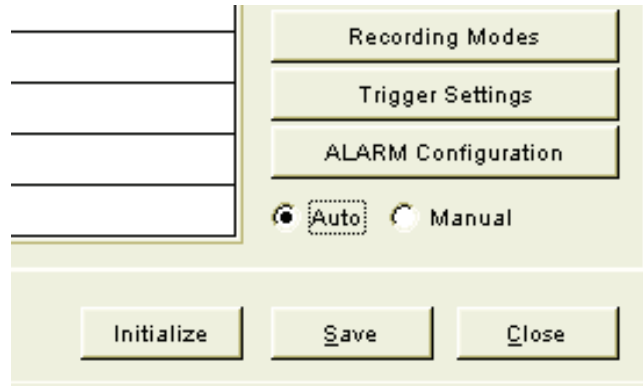 Recording Modes
Trigger Settings
ALARM Configuration
Auto Manual
Initialize Save Close